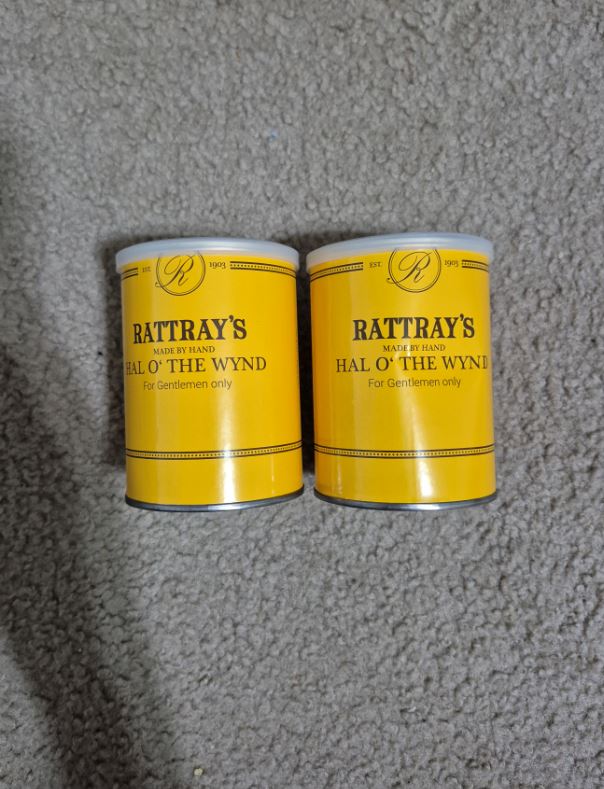 EST. R 1903
RATTRAY'S
MADE BY HAND
HAL O' THE WYND
For Gentlemen only
EST. R 1903
RATTRAY'S
MADE BY HAND
HAL O' THE WYND
For Gentlemen only